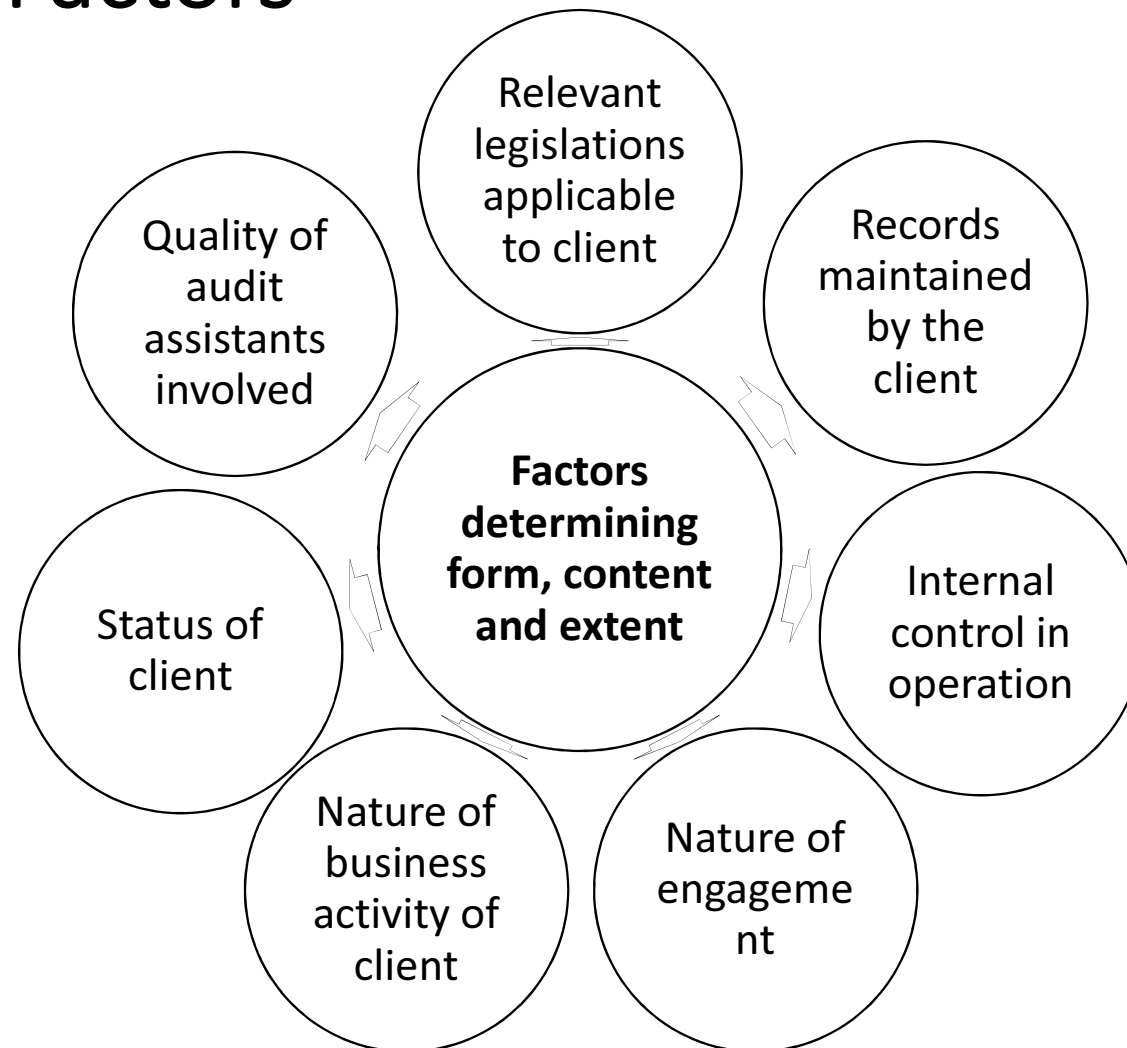 Factors
Relevant
legislations
applicable
to client
Records
maintained
by the
client
Internal
control in
operation
Nature of
engageme
nt
Nature of
business
activity of
client
Status of
client
Quality of
audit
assistants
involved
Factors
determining
form, content
and extent